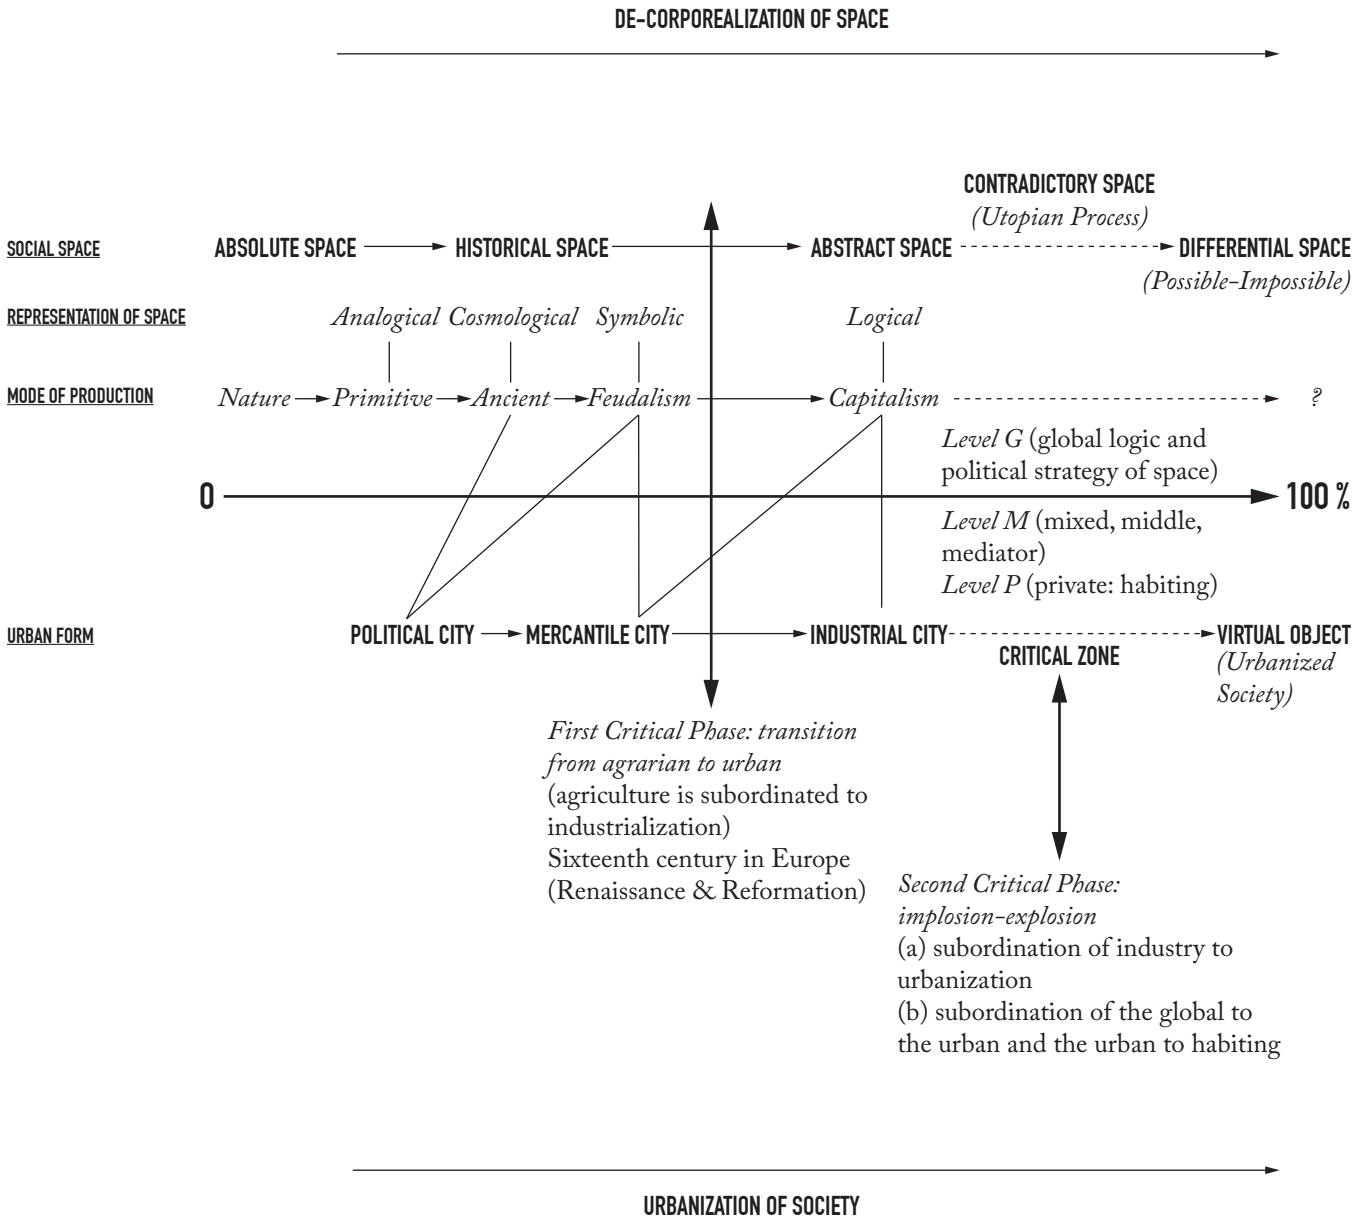 DE-CORPOREALIZATION OF SPACE
CONTRADICTORY SPACE
(Utopian Process)
SOCIAL SPACE
ABSOLUTE SPACE
HISTORICAL SPACE
ABSTRACT SPACE
DIFFERENTIAL SPACE
(Possible-Impossible)
REPRESENTATION OF SPACE
Analogical
Cosmological
Symbolic
Logical
MODE OF PRODUCTION
Nature
Primitive
Ancient
Feudalism
Capitalism
?
Level G (global logic and
political strategy of space)
0
100 %
Level M (mixed, middle,
mediator)
Level P (private: habiting)
URBAN FORM
POLITICAL CITY
MERCANTILE CITY
INDUSTRIAL CITY
VIRTUAL OBJECT
(Urbanized
Society)
CRITICAL ZONE
First Critical Phase: transition
from agrarian to urban
(agriculture is subordinated to
industrialization)
Sixteenth century in Europe
(Renaissance & Reformation)
Second Critical Phase:
implosion-explosion
(a) subordination of industry to
urbanization
(b) subordination of the global to
the urban and the urban to habiting
URBANIZATION OF SOCIETY